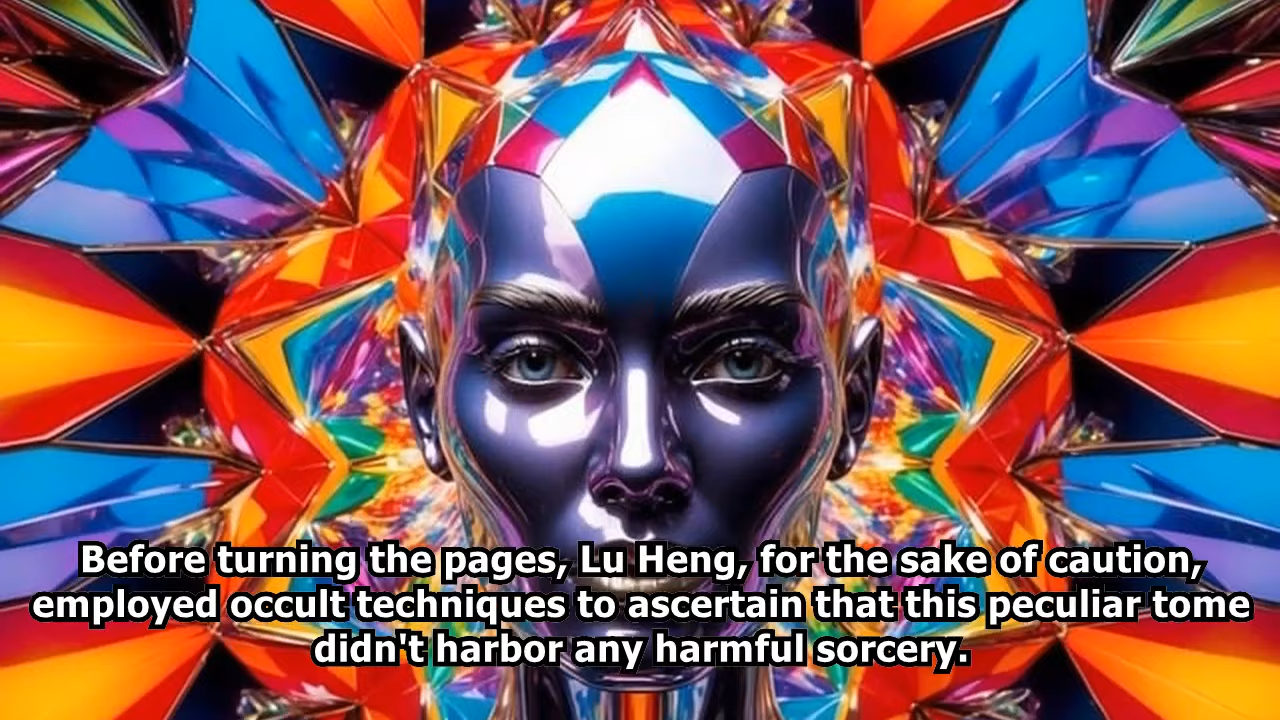 Before turning the pages, Lu Heng, for the sake of caution,
employed occult techniques to ascertain that this peculiar tome
didn't harbor any harmful sorcery.